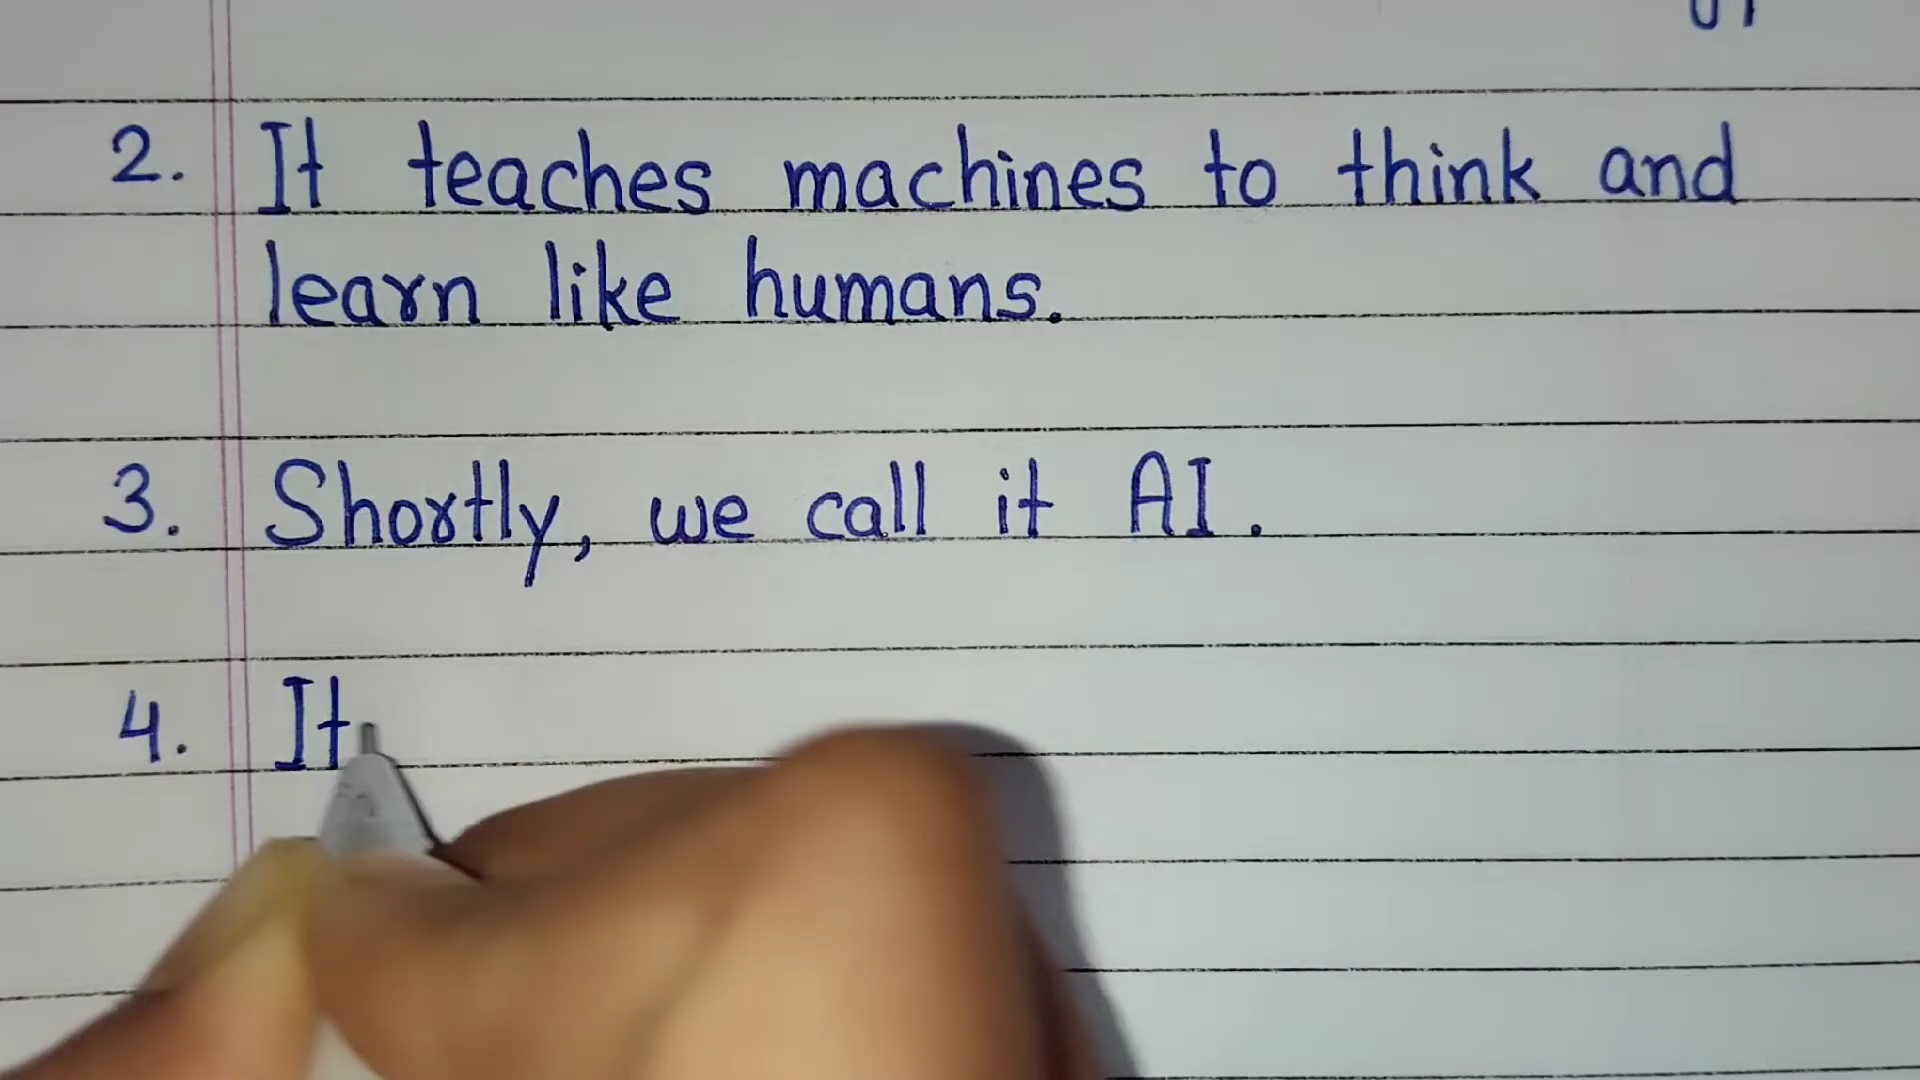 2. It teaches machines to think and
learn like humans.
3. Shortly, we call it AI.
4. It